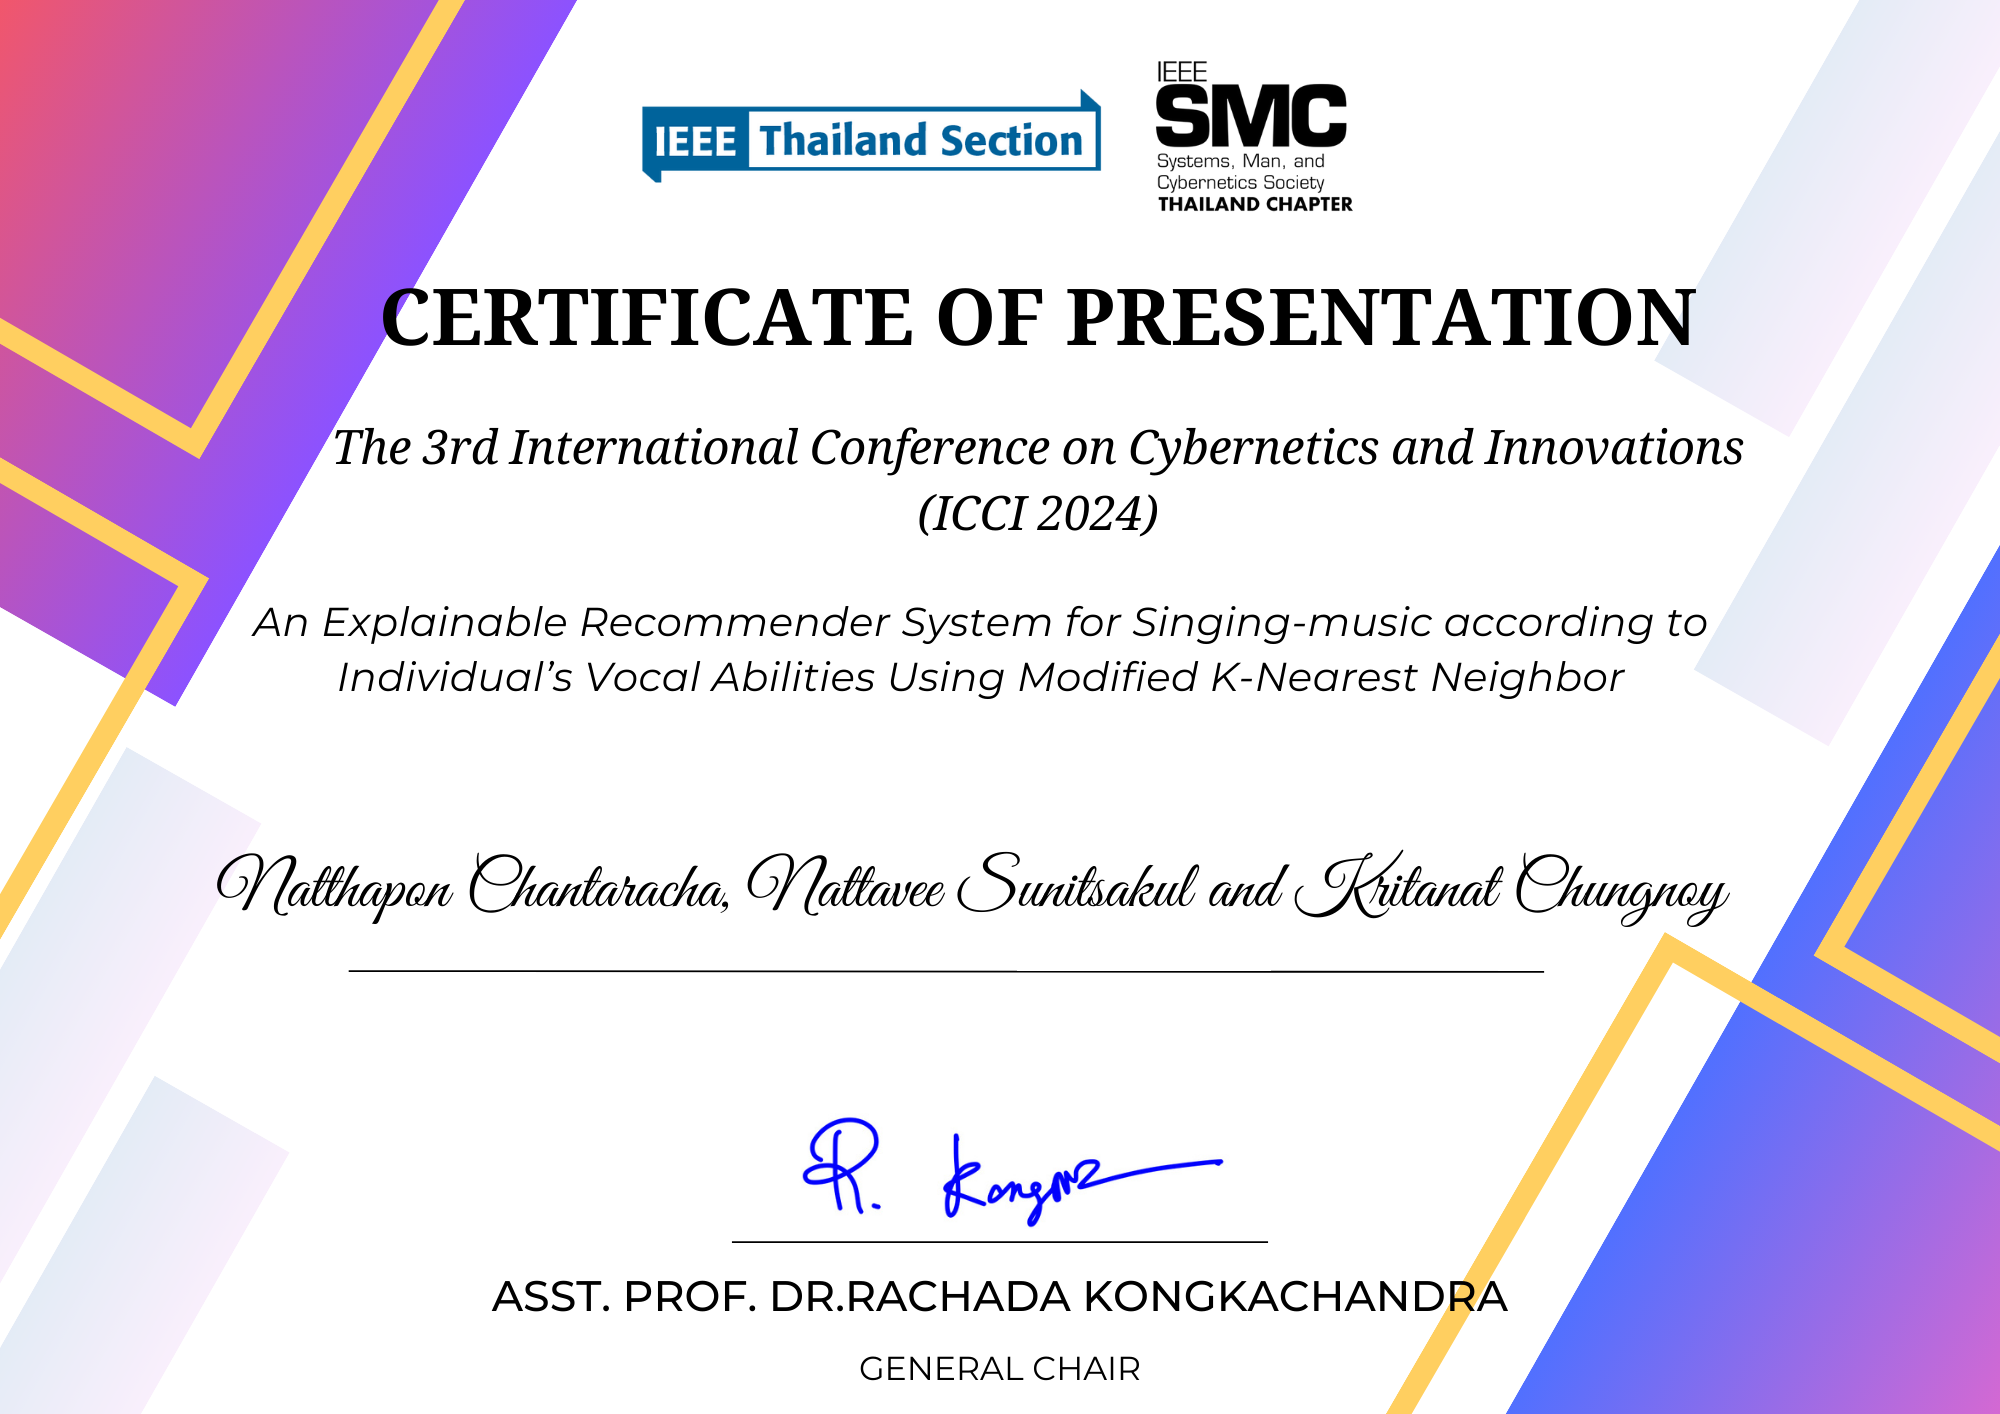 IEEE Thailand Section
IEEE
SMC
Systems, Man, and
Cybernetics Society
THAILAND CHAPTER
CERTIFICATE OF PRESENTATION
The 3rd International Conference on Cybernetics and Innovations
(ICCI 2024)
An Explainable Recommender System for Singing-music according to
Individual’s Vocal Abilities Using Modified K-Nearest Neighbor
Natthapon Chantaracha, Nattavee Sunitsakul and Kritanat Chungnoy
R.
ASST. PROF. DR.RACHADA KONGKACHANDRA
GENERAL CHAIR